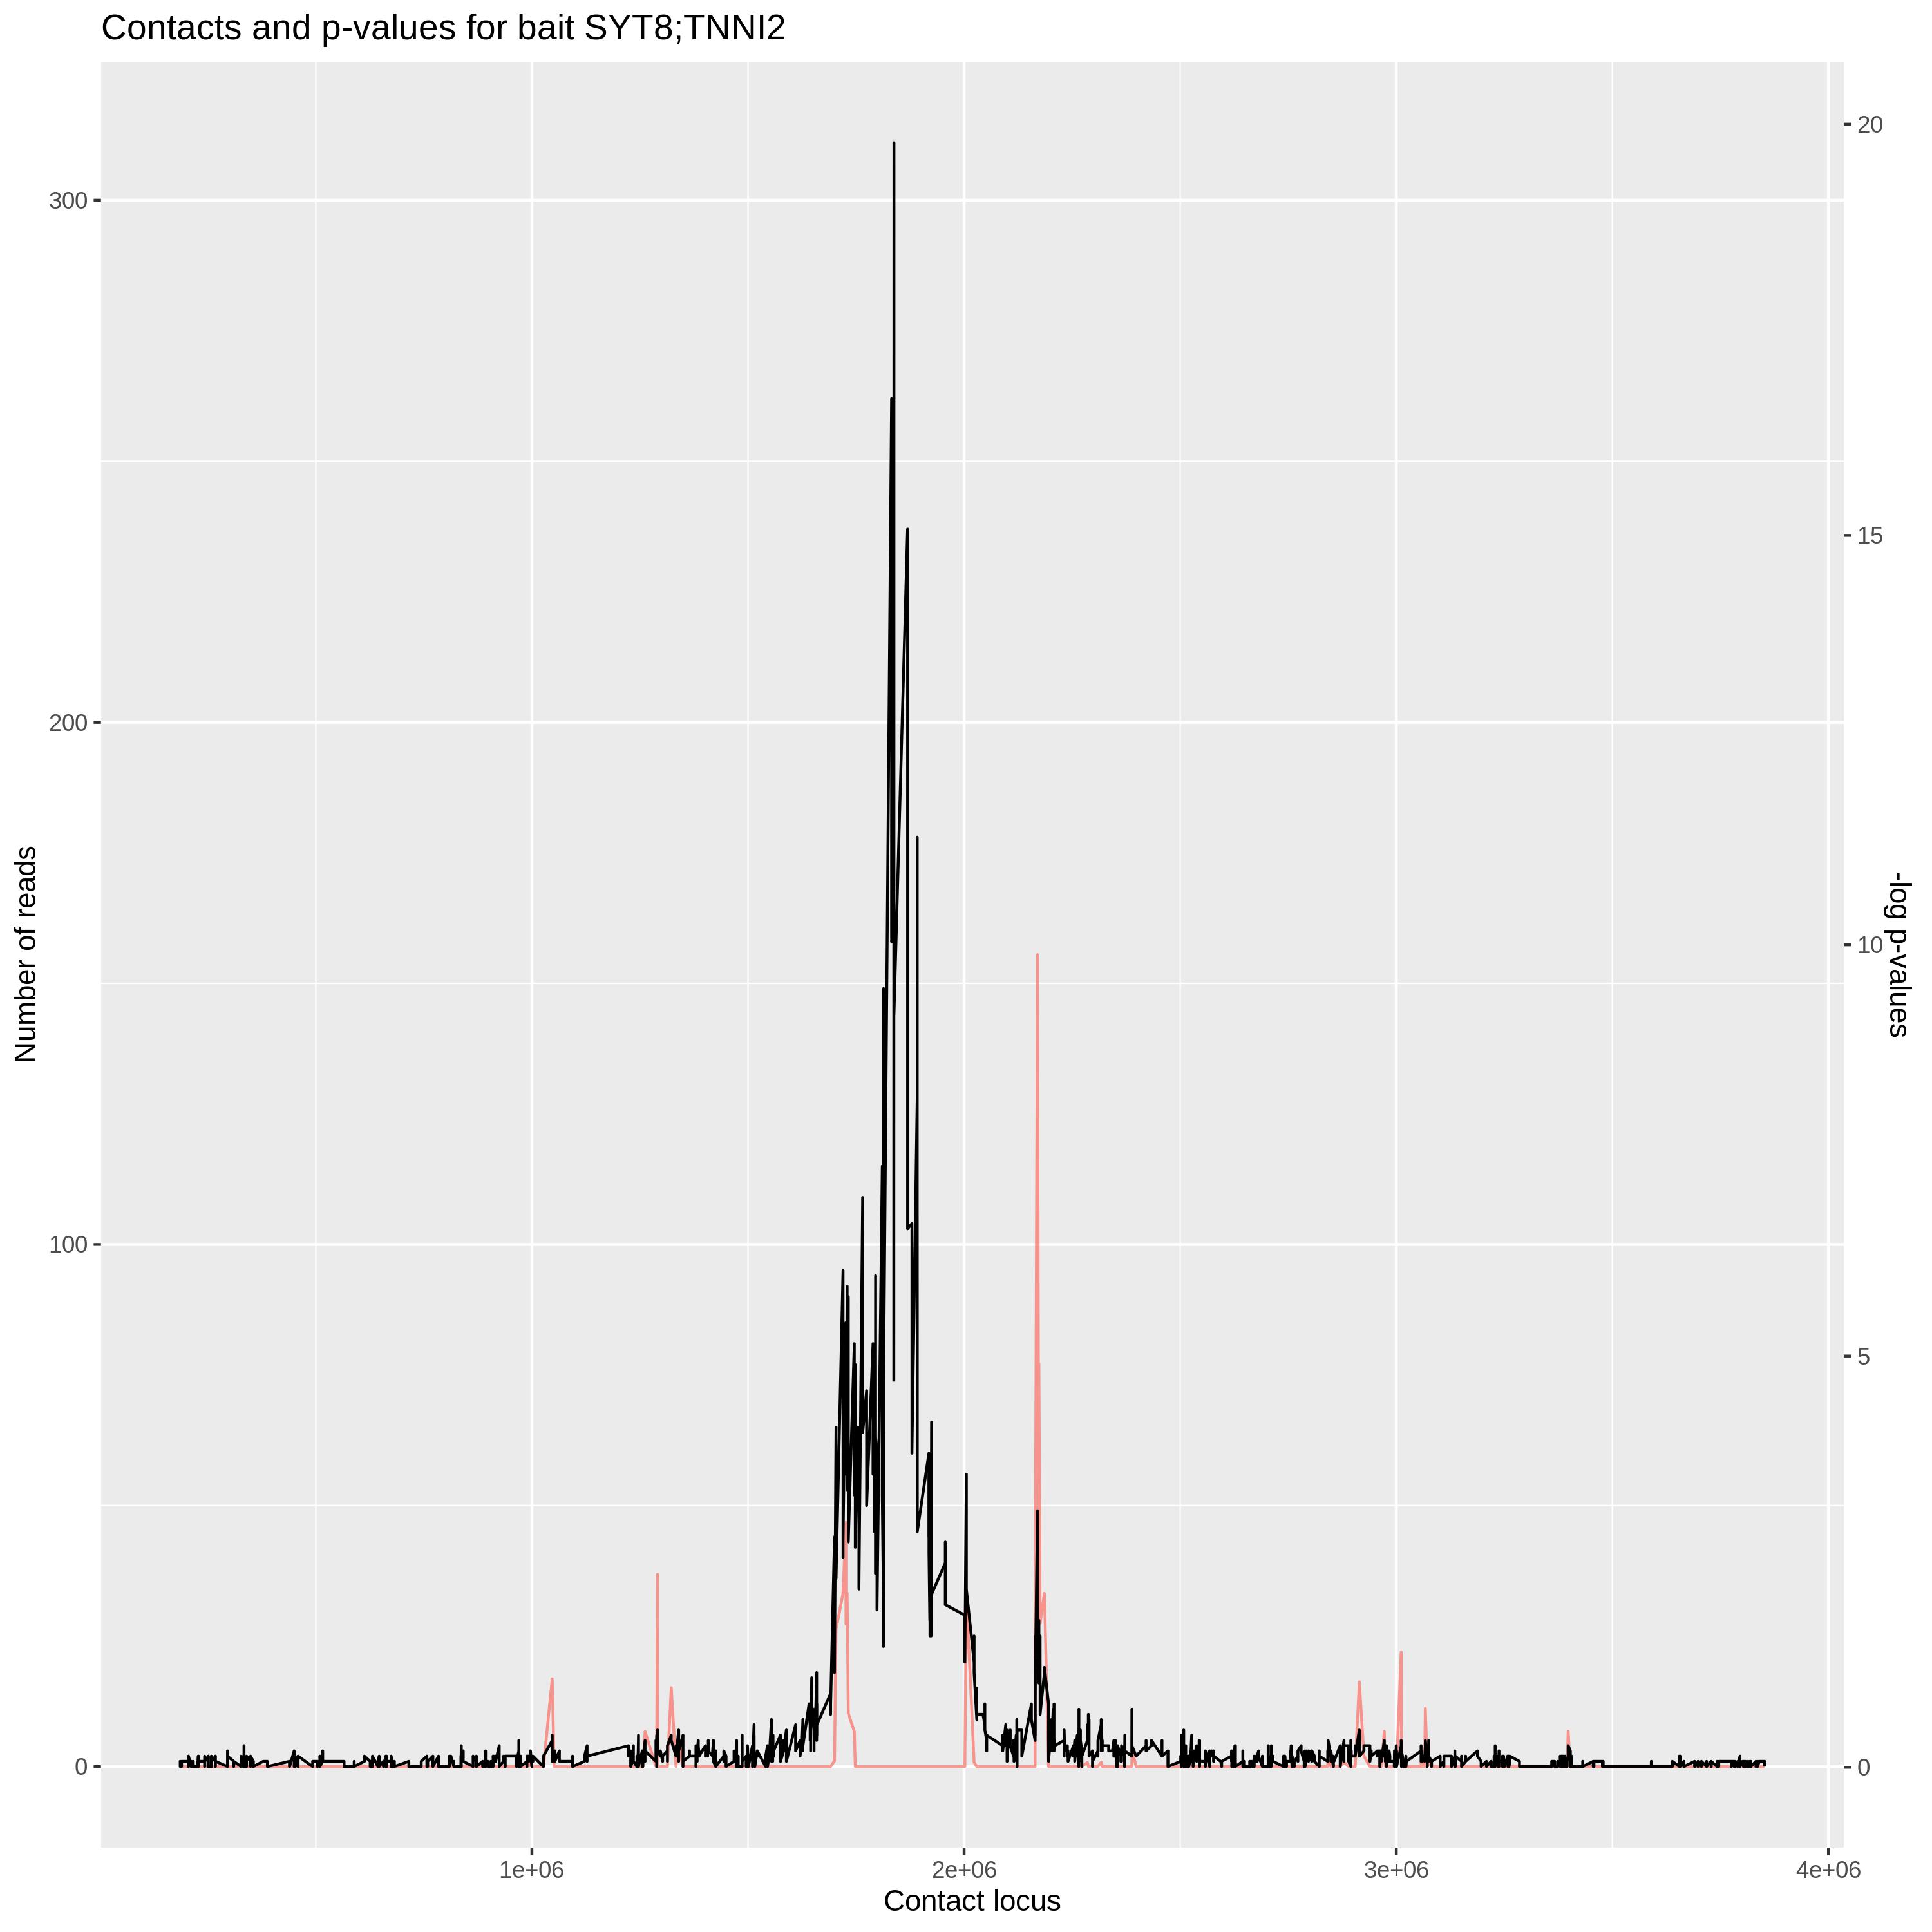 Contacts and p-values for bait SYT8;TNNI2
300
200
100
0
Number of reads
20
15
10
5
0
-log p-values
1e+06
2e+06
3e+06
4e+06
Contact locus